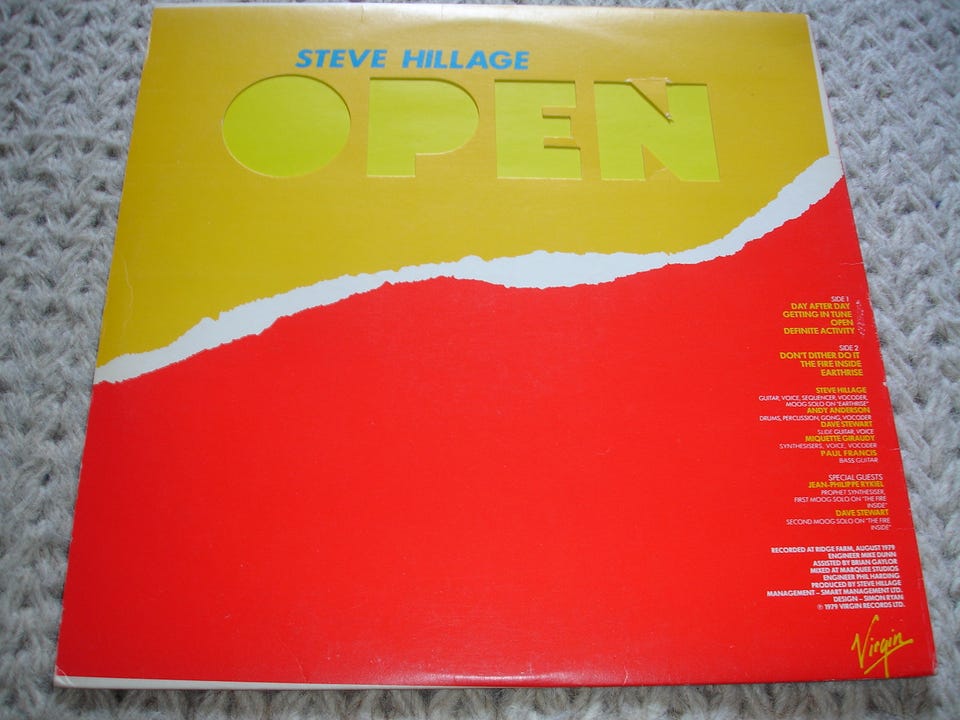 STEVE HILLAGE
OPEN
SIDE 1
DAY AFTER DAY
GETTING IN TUNE
OPEN
DEFINITE ACTIVITY
SIDE 2
DON'T DITHER DO IT
THE FIRE INSIDE
EARTHRISE
STEVE HILLAGE
GUITAR, VOICE, SEQUENCER, VOCODER,
MOOG SOLO ON "EARTHRISE"
ANDY ANDERSON
DRUMS, PERCUSSION, GONG, VOCODER
DAVE STEWART
SLIDE GUITAR, VOICE
MIQUETTE GIRAUDY
SYNTHESISERS, VOICE, VOCODER
PAUL FRANCIS
BASS GUITAR
SPECIAL GUESTS
JEAN-PHILIPPE RYKIEL
PROPHET SYNTHESISER,
FIRST MOOG SOLO ON "THE FIRE
INSIDE"
DAVE STEWART
SECOND MOOG SOLO ON "THE FIRE
INSIDE"
RECORDED AT RIDGE FARM, AUGUST 1979
ENGINEER MIKE DUNN
ASSISTED BY BRIAN GAYLOR
MIXED AT MARQUEE STUDIOS
ENGINEER PHIL HARDING
PRODUCED BY STEVE HILLAGE
MANAGEMENT – SMART MANAGEMENT LTD.
DESIGN – SIMON RYAN
℗ 1979 VIRGIN RECORDS LTD.
Virgin